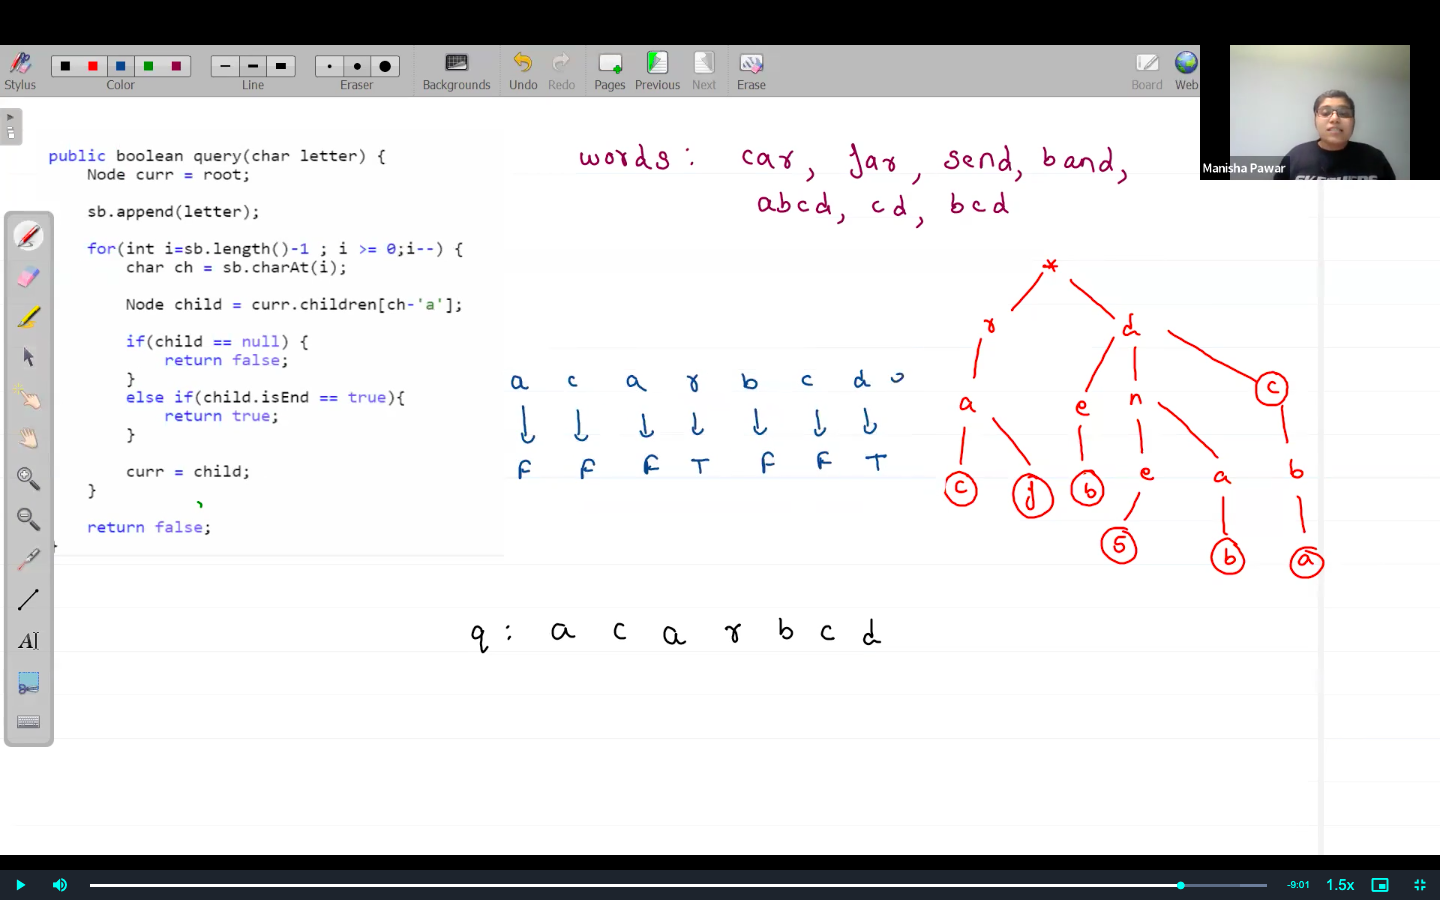 Stylus
Color
Line
Eraser
Backgrounds
Undo
Redo
Pages
Previous
Next
Erase
Board
Web
Manisha Pawar
public boolean query(char letter) {
Node curr = root;
sb.append(letter);
for(int i=sb.length()-1 ; i >= 0;i--) {
char ch = sb.charAt(i);
Node child = curr.children[ch-'a'];
if(child == null) {
return false;
}
else if(child.isEnd == true){
return true;
}
curr = child;
}
return false;
}
words : car, jar, send, band,
abcd, cd, bcd
a c a r b c d
F F F T F F T
*
r d
a e n c
c j b e a b
s b a
q : a c a r b c d
SKECHERS
-9:01
1.5x